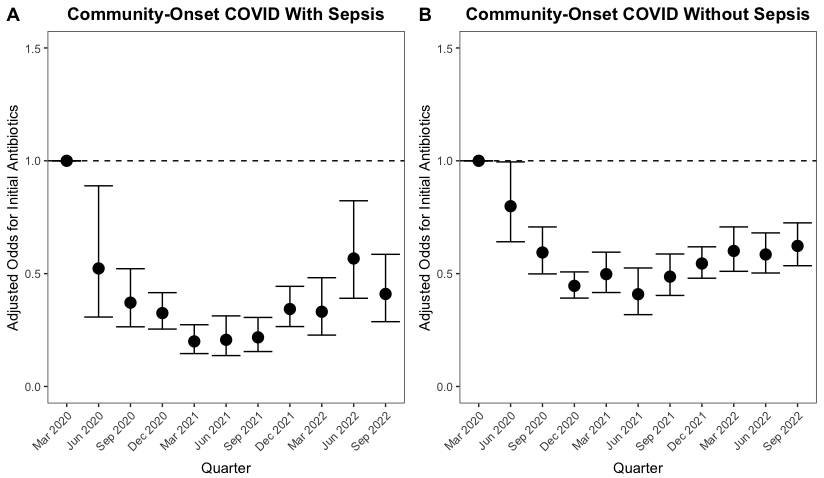 A
Community-Onset COVID With Sepsis
Adjusted Odds for Initial Antibiotics
1.5
1.0
0.5
0.0
Mar 2020
Jun 2020
Sep 2020
Dec 2020
Mar 2021
Jun 2021
Sep 2021
Dec 2021
Mar 2022
Jun 2022
Sep 2022
Quarter
B
Community-Onset COVID Without Sepsis
Adjusted Odds for Initial Antibiotics
1.5
1.0
0.5
0.0
Mar 2020
Jun 2020
Sep 2020
Dec 2020
Mar 2021
Jun 2021
Sep 2021
Dec 2021
Mar 2022
Jun 2022
Sep 2022
Quarter